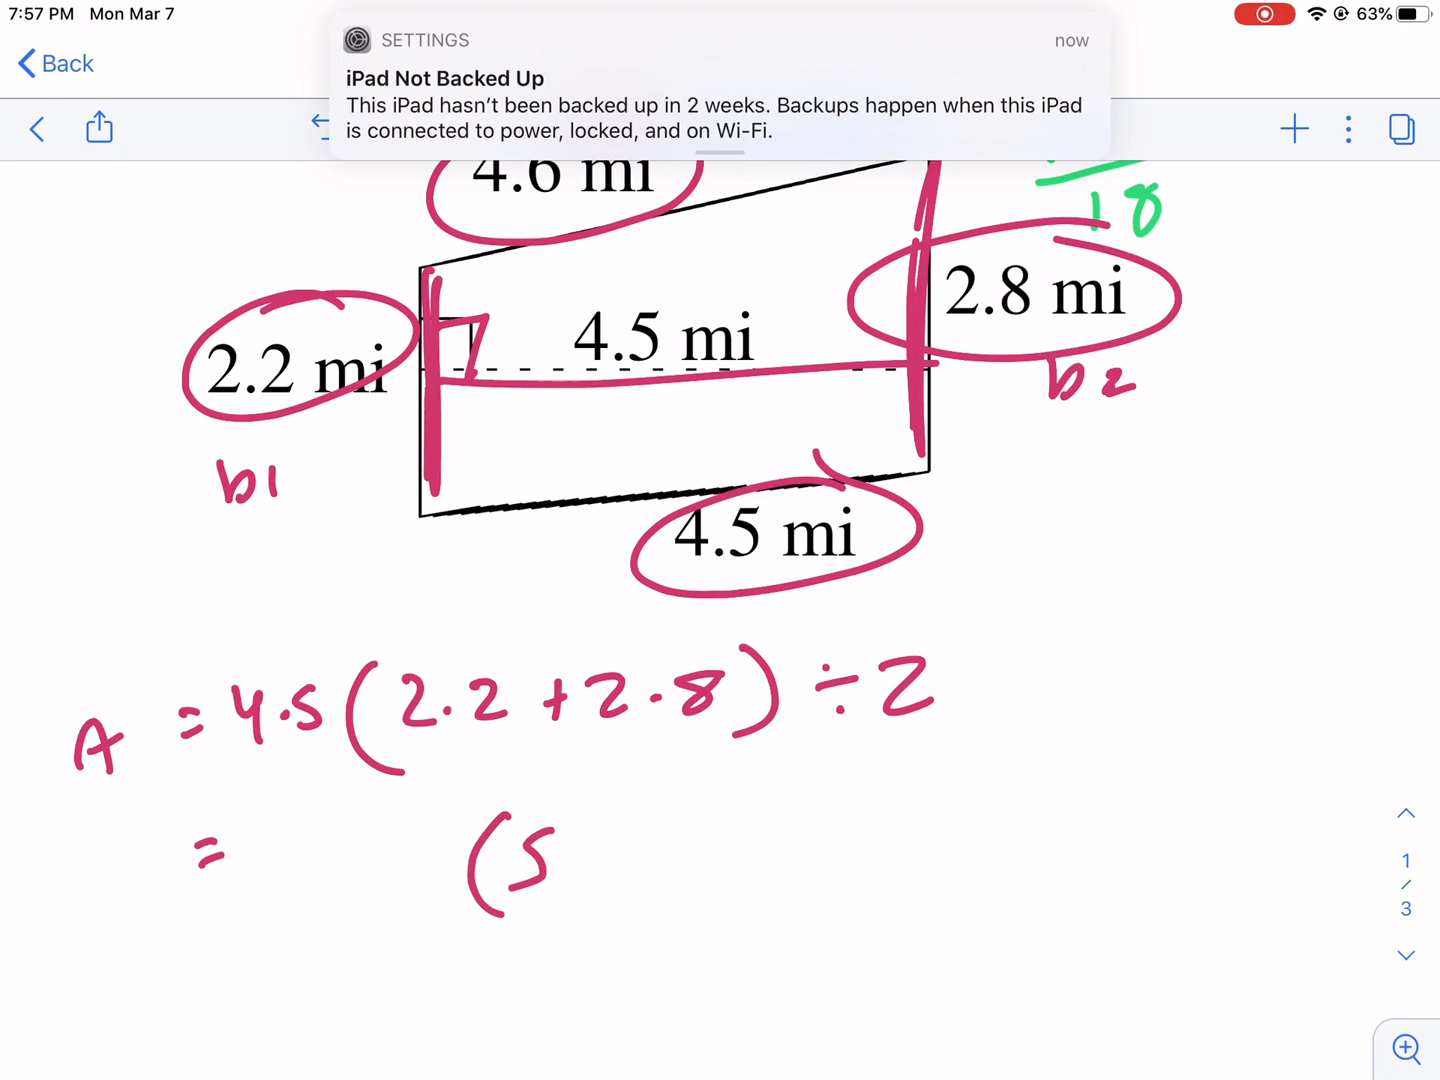 7:57 PM Mon Mar 7
63%
SETTINGS
now
iPad Not Backed Up
This iPad hasn't been backed up in 2 weeks. Backups happen when this iPad
is connected to power, locked, and on Wi-Fi.
Back
4.6 mi
18
2.8 mi
4.5 mi
2.2 mi
b2
b1
4.5 mi
A = 4.5 (2.2 + 2.8) ÷ 2
= (5
1
/
3